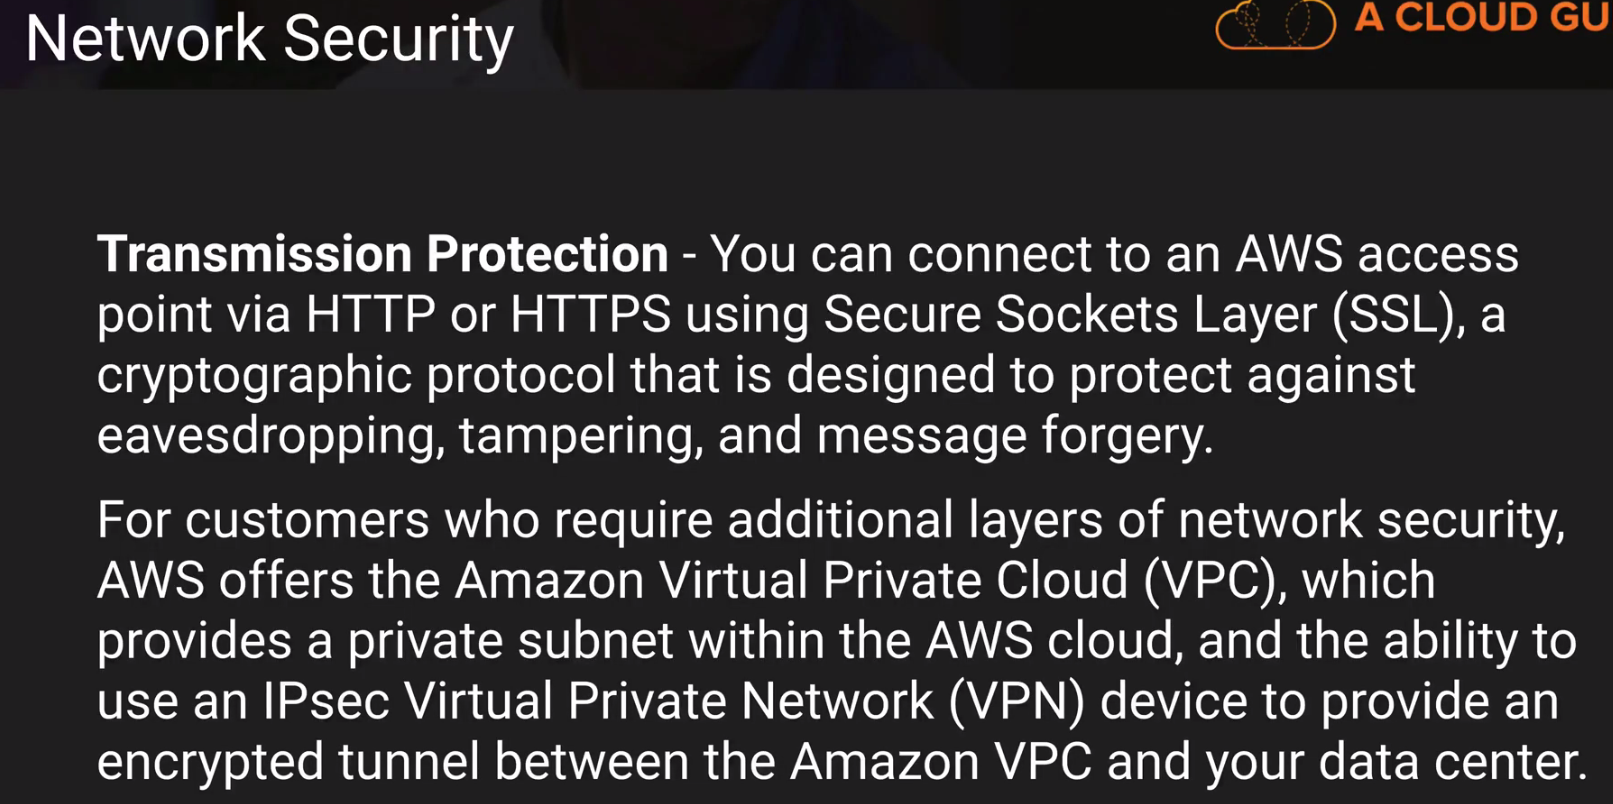 Network Security
A CLOUD GU
Transmission Protection - You can connect to an AWS access
point via HTTP or HTTPS using Secure Sockets Layer (SSL), a
cryptographic protocol that is designed to protect against
eavesdropping, tampering, and message forgery.
For customers who require additional layers of network security,
AWS offers the Amazon Virtual Private Cloud (VPC), which
provides a private subnet within the AWS cloud, and the ability to
use an IPsec Virtual Private Network (VPN) device to provide an
encrypted tunnel between the Amazon VPC and your data center.